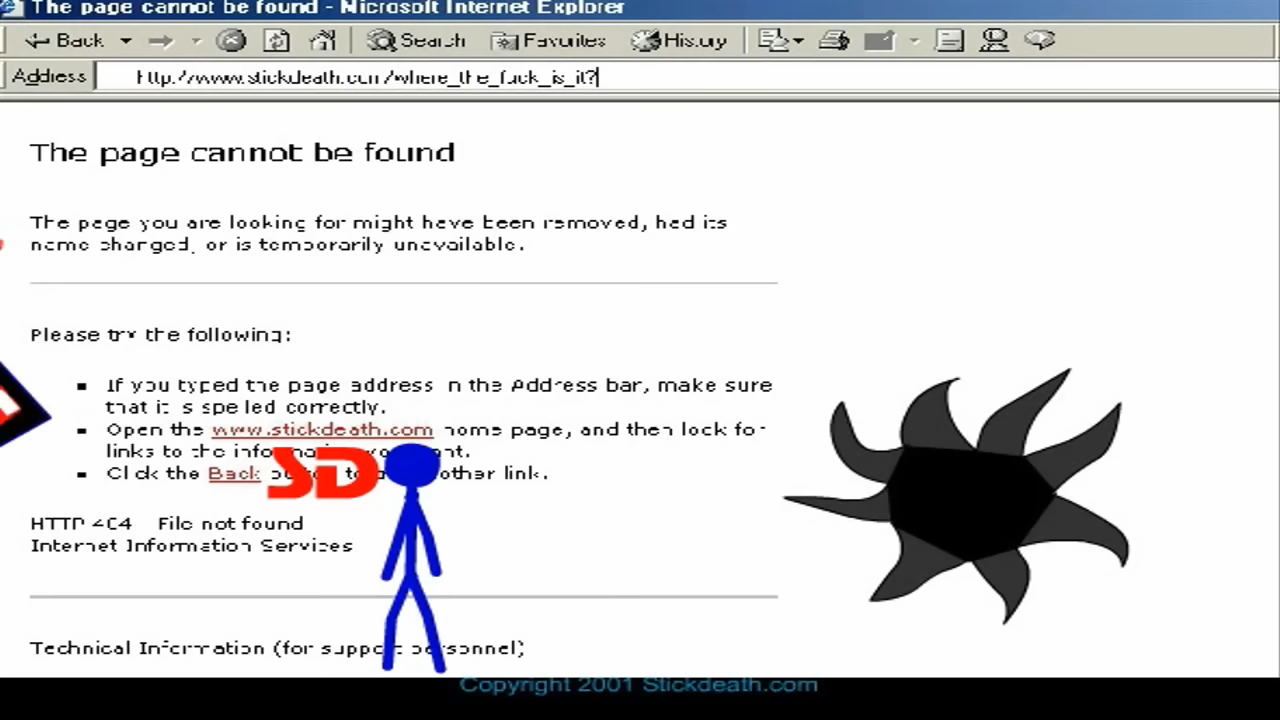 The page cannot be found - Microsoft Internet Explorer
Back Search Favorites History
Address http://www.stickdeath.com/where_the_fuck_is_it?
The page cannot be found
The page you are looking for might have been removed, had its
name changed, or is temporarily unavailable.
Please try the following:
If you typed the page address in the Address bar, make sure
that it is spelled correctly.
Open the www.stickdeath.com home page, and then look for
links to the want.
Click the Back other link.
SD
HTTP 404 File not found
Internet Information Services
Technical Information (for support personnel)
Copyright 2001 Stickdeath.com